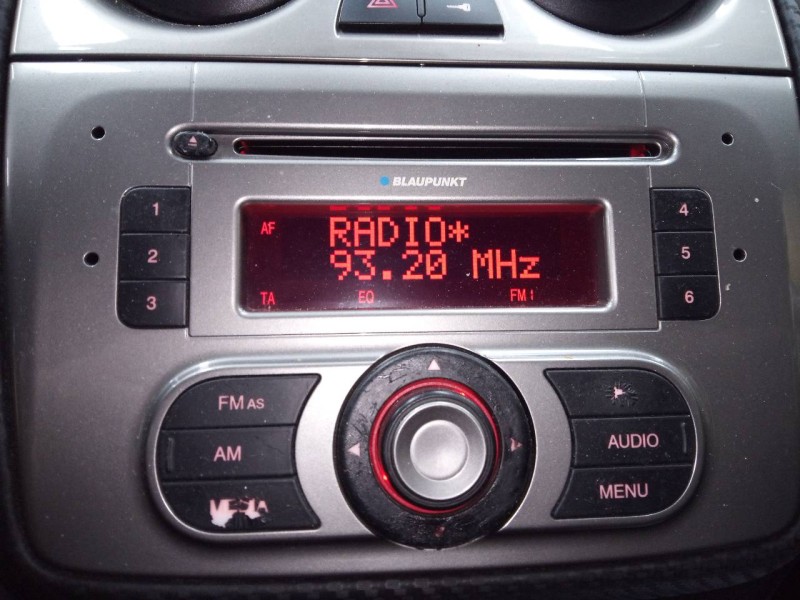 BLAUPUNKT
1
2
3
4
5
6
AF
RADIO*
93.20 MHz
TA EQ FM1
FM AS
AM
AUDIO
MENU